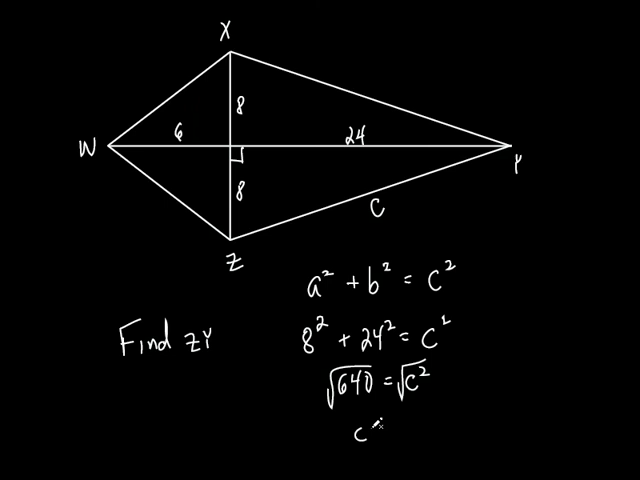 X
8
6
24
W
Y
8
C
Z
a² + b² = c²
Find ZY
8² + 24² = c²
√640 = √c²
c